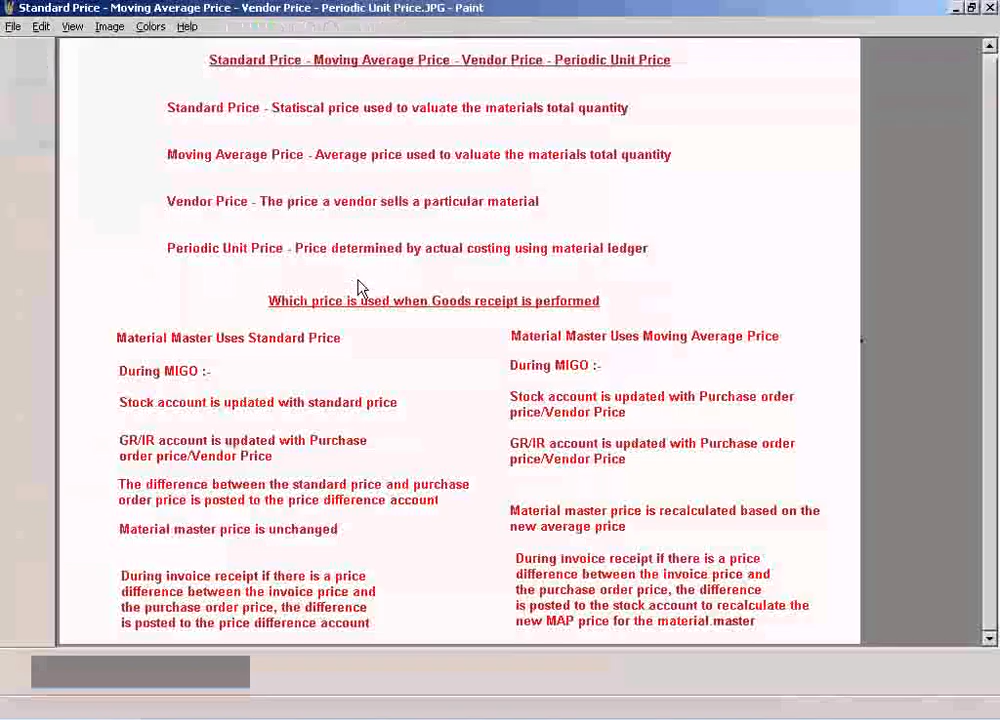 Standard Price - Moving Average Price - Vendor Price - Periodic Unit Price.JPG - Paint
File Edit View Image Colors Help
Standard Price - Moving Average Price - Vendor Price - Periodic Unit Price
Standard Price - Statiscal price used to valuate the materials total quantity
Moving Average Price - Average price used to valuate the materials total quantity
Vendor Price - The price a vendor sells a particular material
Periodic Unit Price - Price determined by actual costing using material ledger
Which price is used when Goods receipt is performed
Material Master Uses Standard Price
During MIGO :-
Stock account is updated with standard price
GR/IR account is updated with Purchase
order price/Vendor Price
The difference between the standard price and purchase
order price is posted to the price difference account
Material master price is unchanged
During invoice receipt if there is a price
difference between the invoice price and
the purchase order price, the difference
is posted to the price difference account
Material Master Uses Moving Average Price
During MIGO :-
Stock account is updated with Purchase order
price/Vendor Price
GR/IR account is updated with Purchase order
price/Vendor Price
Material master price is recalculated based on the
new average price
During invoice receipt if there is a price
difference between the invoice price and
the purchase order price, the difference
is posted to the stock account to recalculate the
new MAP price for the material.master